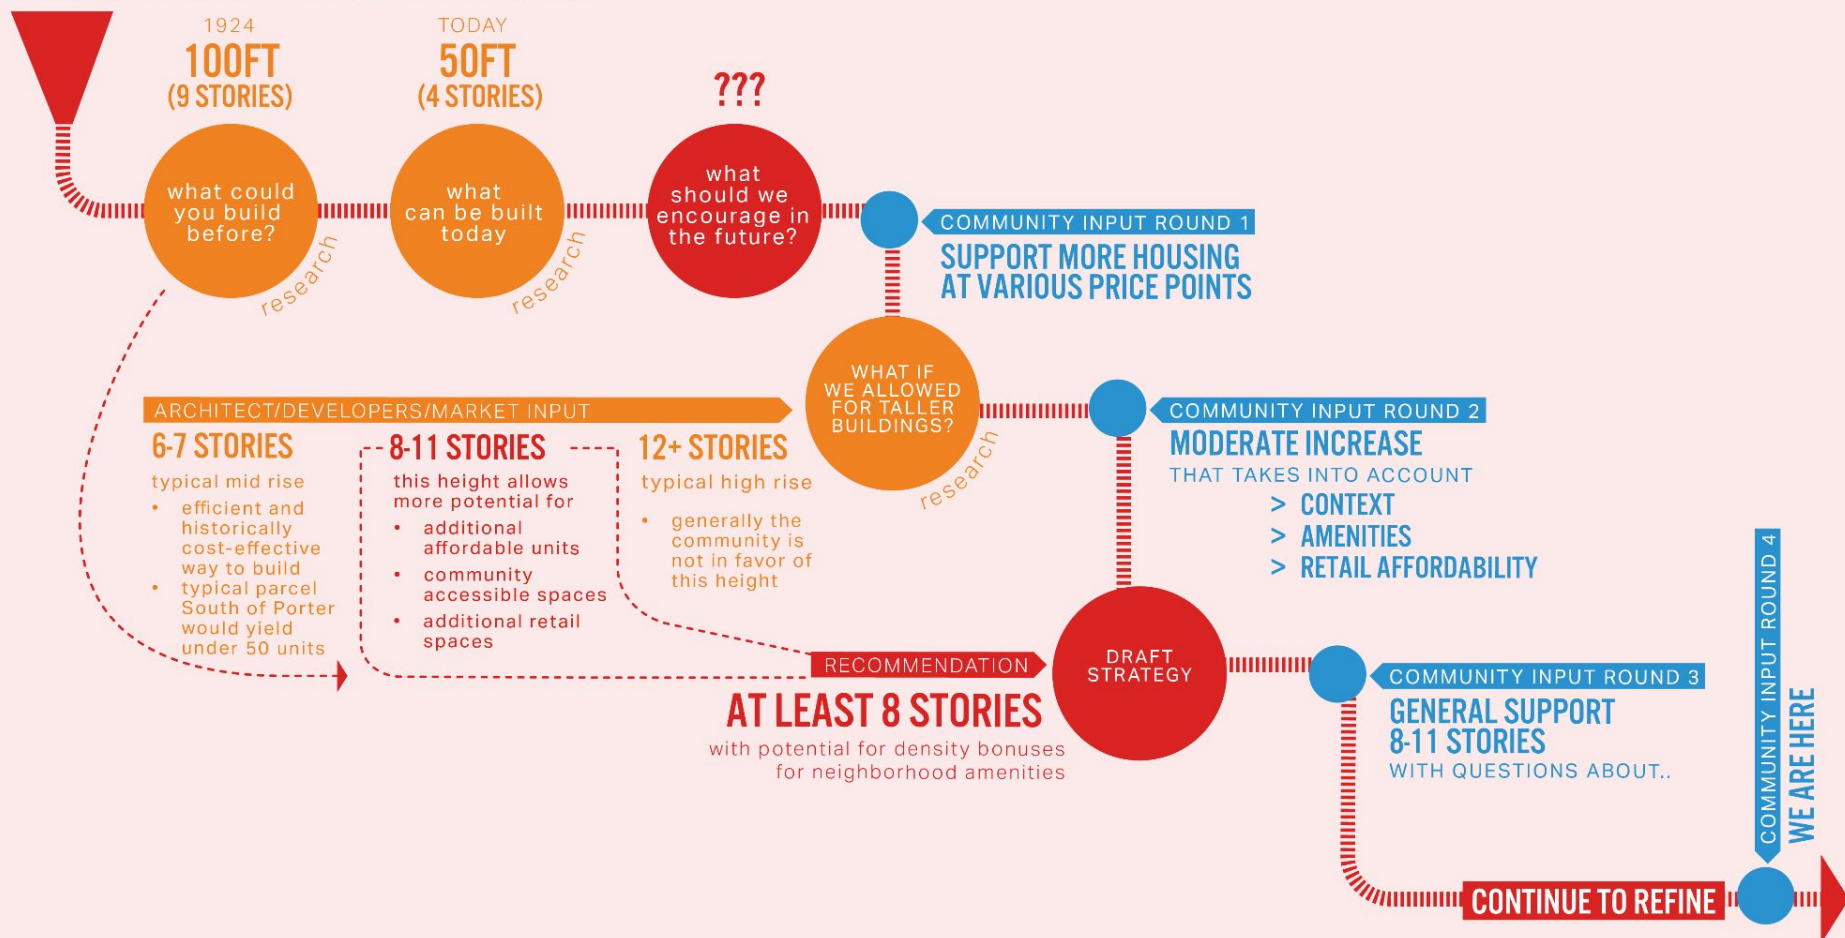 1924
100FT
(9 STORIES)
what could
you build
before?
research
TODAY
50FT
(4 STORIES)
what
can be built
today
research
???
what
should we
encourage in
the future?
COMMUNITY INPUT ROUND 1
SUPPORT MORE HOUSING
AT VARIOUS PRICE POINTS
WHAT IF
WE ALLOWED
FOR TALLER
BUILDINGS?
research
ARCHITECT/DEVELOPERS/MARKET INPUT
6-7 STORIES
typical mid rise
• efficient and
historically
cost-effective
way to build
• typical parcel
South of Porter
would yield
under 50 units
8-11 STORIES
this height allows
more potential for
• additional
affordable units
• community
accessible spaces
• additional retail
spaces
12+ STORIES
typical high rise
• generally the
community is
not in favor of
this height
COMMUNITY INPUT ROUND 2
MODERATE INCREASE
THAT TAKES INTO ACCOUNT
> CONTEXT
> AMENITIES
> RETAIL AFFORDABILITY
RECOMMENDATION
AT LEAST 8 STORIES
with potential for density bonuses
for neighborhood amenities
DRAFT
STRATEGY
COMMUNITY INPUT ROUND 3
GENERAL SUPPORT
8-11 STORIES
WITH QUESTIONS ABOUT..
COMMUNITY INPUT ROUND 4
WE ARE HERE
CONTINUE TO REFINE